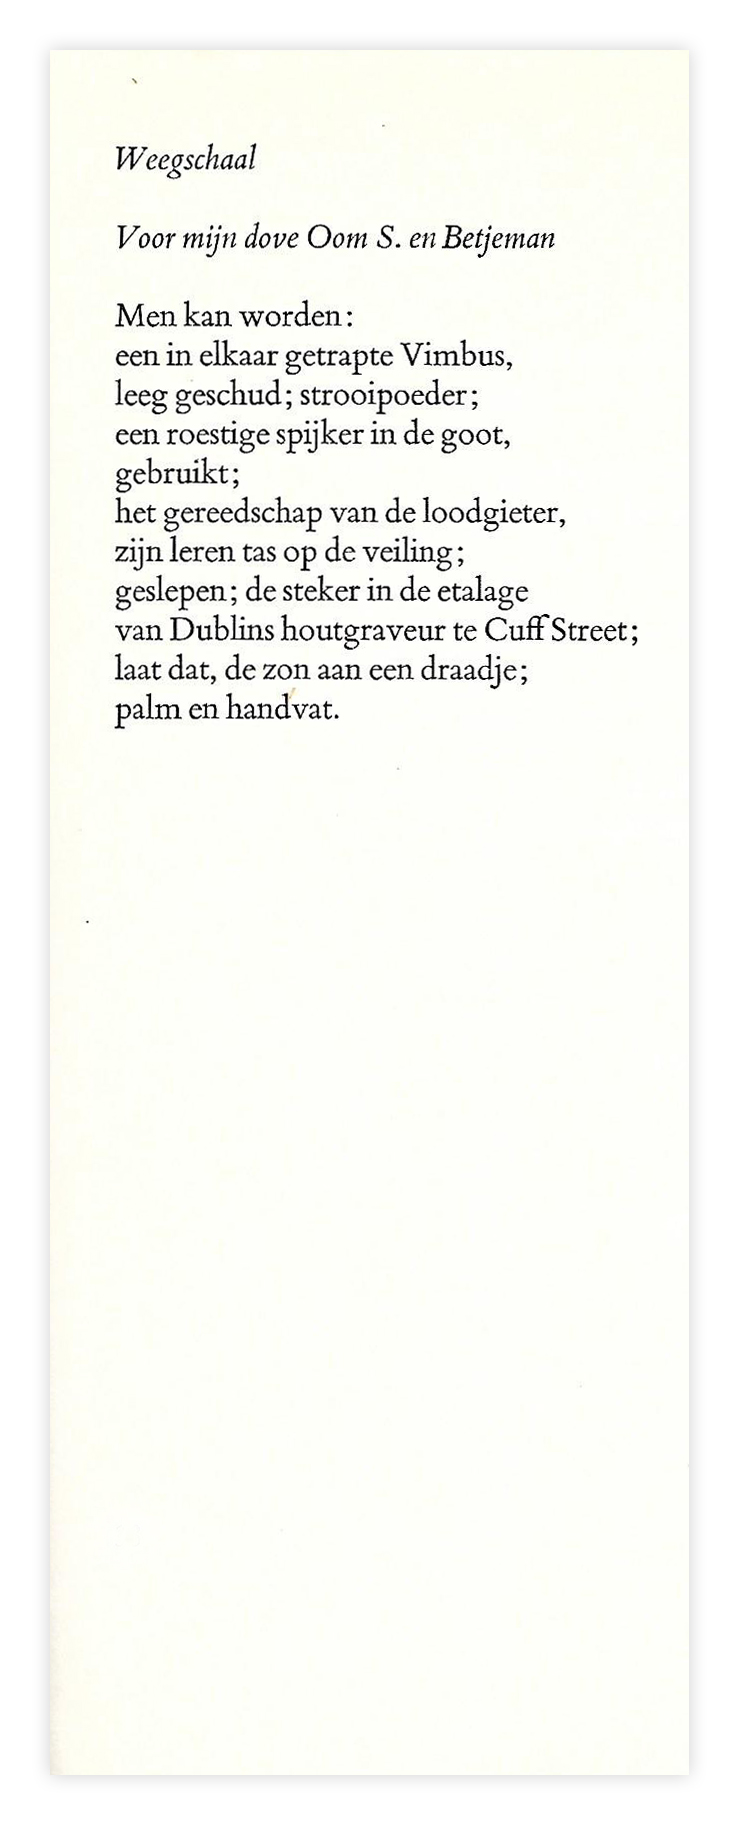 Weegschaal
Voor mijn dove Oom S. en Betjeman
Men kan worden:
een in elkaar getrapte Vimbus,
leeg geschud; strooipoeder;
een roestige spijker in de goot,
gebruikt;
het gereedschap van de loodgieter,
zijn leren tas op de veiling;
geslepen; de steker in de etalage
van Dublins houtgraveur te Cuff Street;
laat dat, de zon aan een draadje;
palm en handvat.